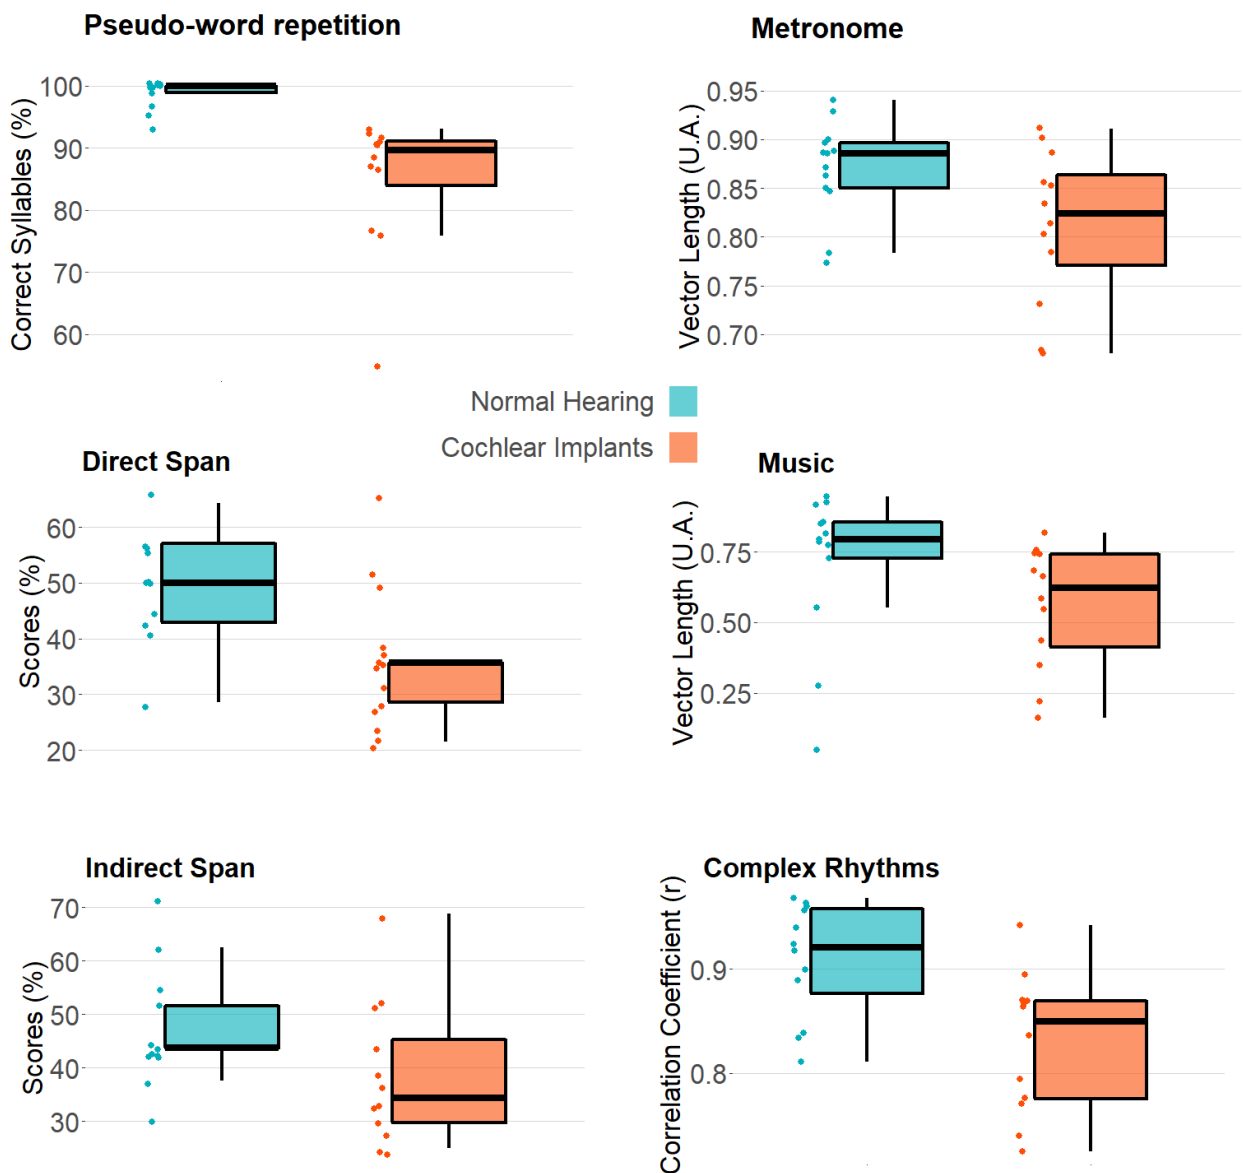 Pseudo-word repetition
Correct Syllables (%)
100
90
80
70
60
Metronome
Vector Length (U.A.)
0.95
0.90
0.85
0.80
0.75
0.70
Normal Hearing
Cochlear Implants
Direct Span
Scores (%)
60
50
40
30
20
Music
Vector Length (U.A.)
0.75
0.50
0.25
Indirect Span
Scores (%)
70
60
50
40
30
Complex Rhythms
Correlation Coefficient (r)
0.9
0.8